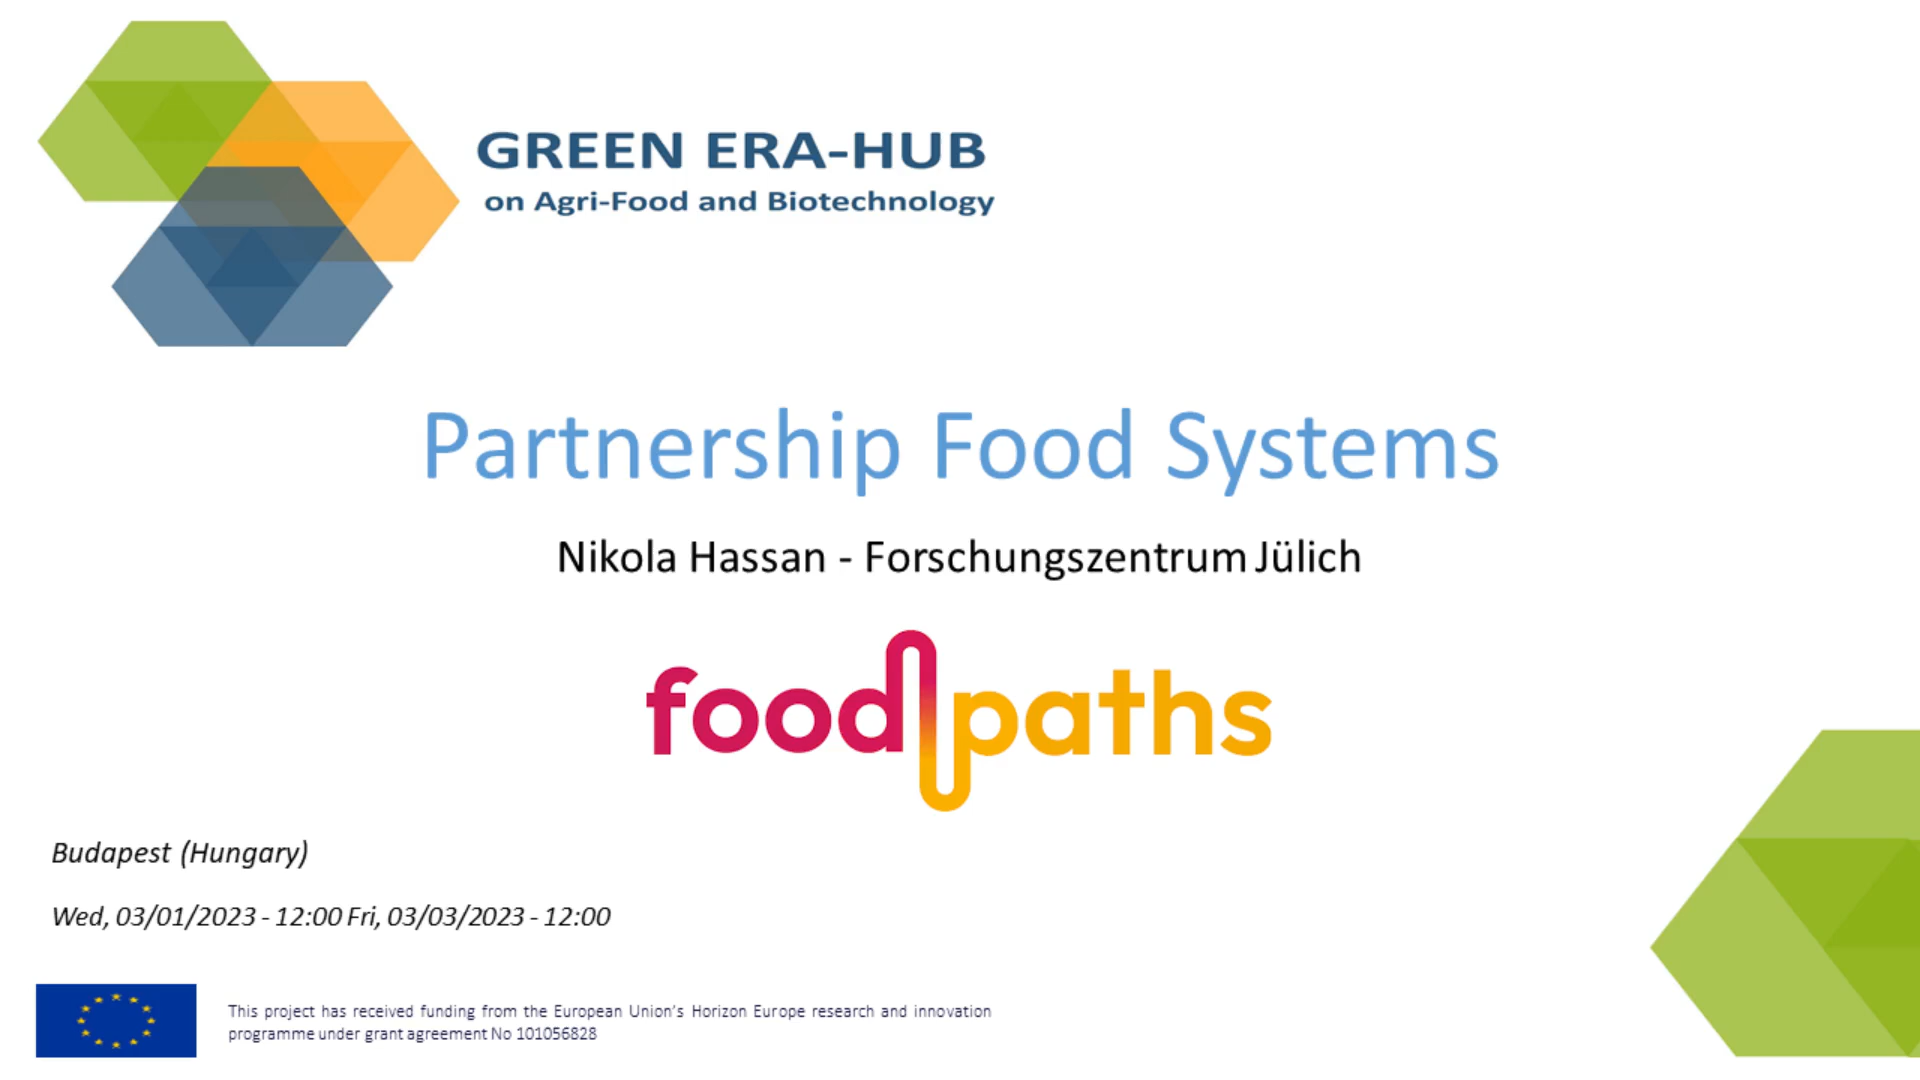 GREEN ERA-HUB
on Agri-Food and Biotechnology
Partnership Food Systems
Nikola Hassan - Forschungszentrum Jülich
foodpaths
Budapest (Hungary)
Wed, 03/01/2023 - 12:00 Fri, 03/03/2023 - 12:00
This project has received funding from the European Union’s Horizon Europe research and innovation
programme under grant agreement No 101056828